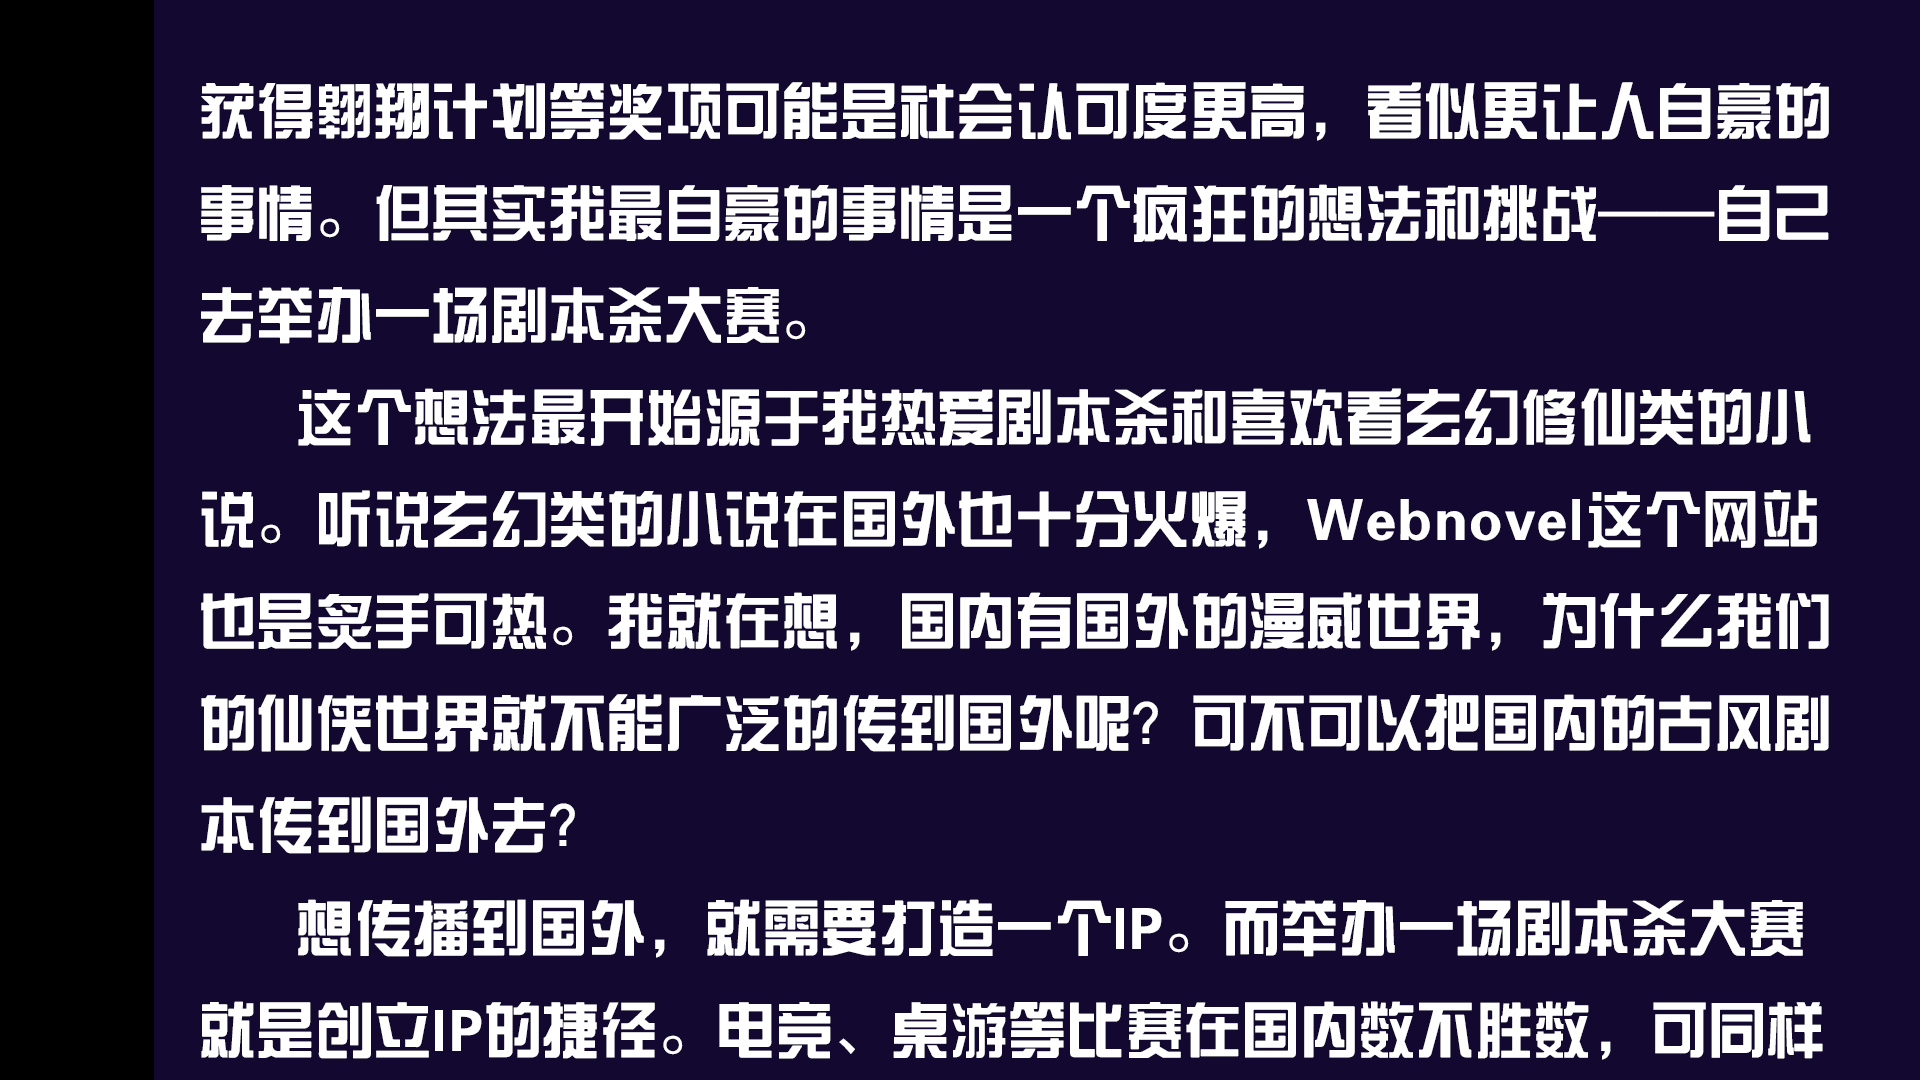 获得翱翔计划等奖项可能是社会认可度更高，看似更让人自豪的
事情。但其实我最自豪的事情是一个疯狂的想法和挑战——自己
去举办一场剧本杀大赛。
这个想法最开始源于我热爱剧本杀和喜欢看玄幻修仙类的小
说。听说玄幻类的小说在国外也十分火爆，Webnovel这个网站
也是炙手可热。我就在想，国内有国外的漫威世界，为什么我们
的仙侠世界就不能广泛的传到国外呢？可不可以把国内的古风剧
本传到国外去？
想传播到国外，就需要打造一个IP。而举办一场剧本杀大赛
就是创立IP的捷径。电竞、桌游等比赛在国内数不胜数，可同样